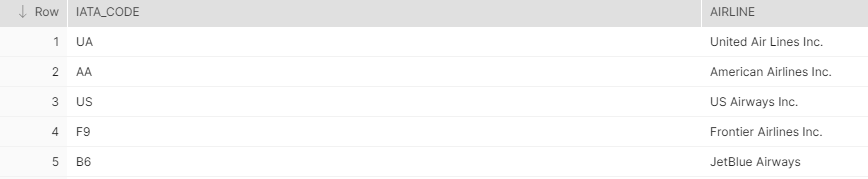 ↓ Row IATA_CODE AIRLINE
1 UA United Air Lines Inc.
2 AA American Airlines Inc.
3 US US Airways Inc.
4 F9 Frontier Airlines Inc.
5 B6 JetBlue Airways